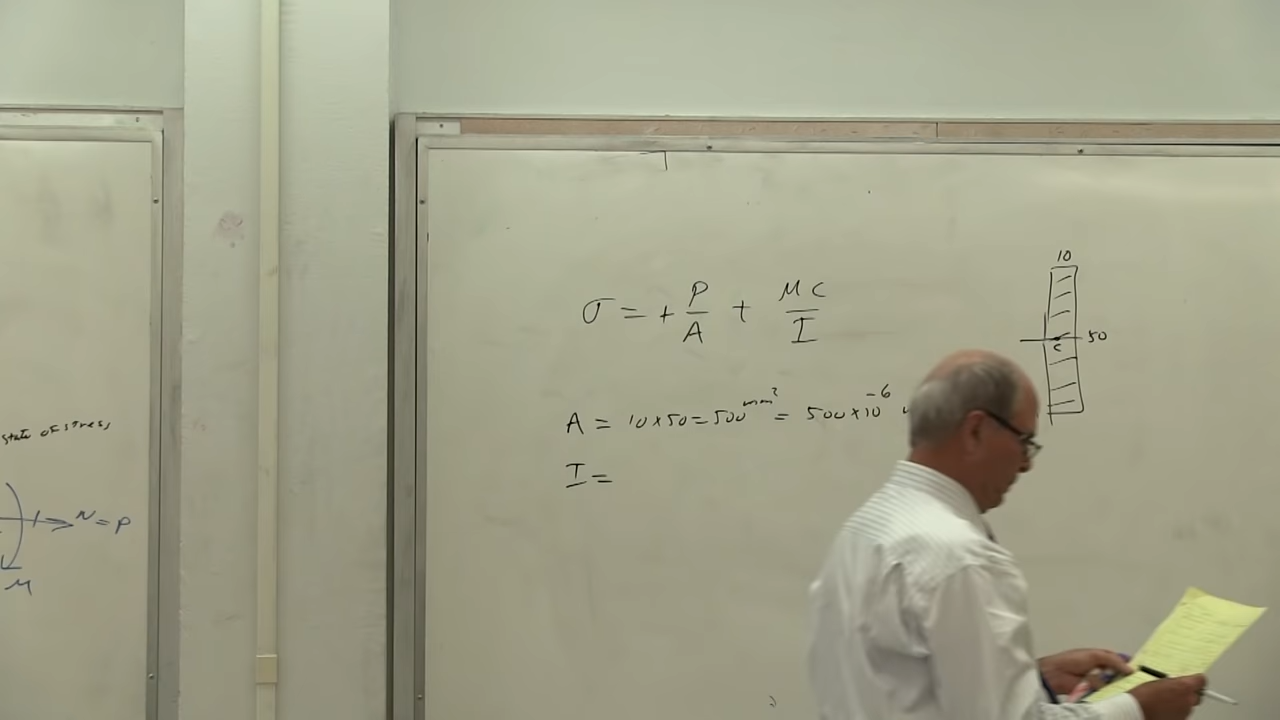 state of stress
N = P
M
σ = + P/A + MC/I
A = 10 x 50 = 500 mm² = 500 x 10⁻⁶
I =
10
50
c